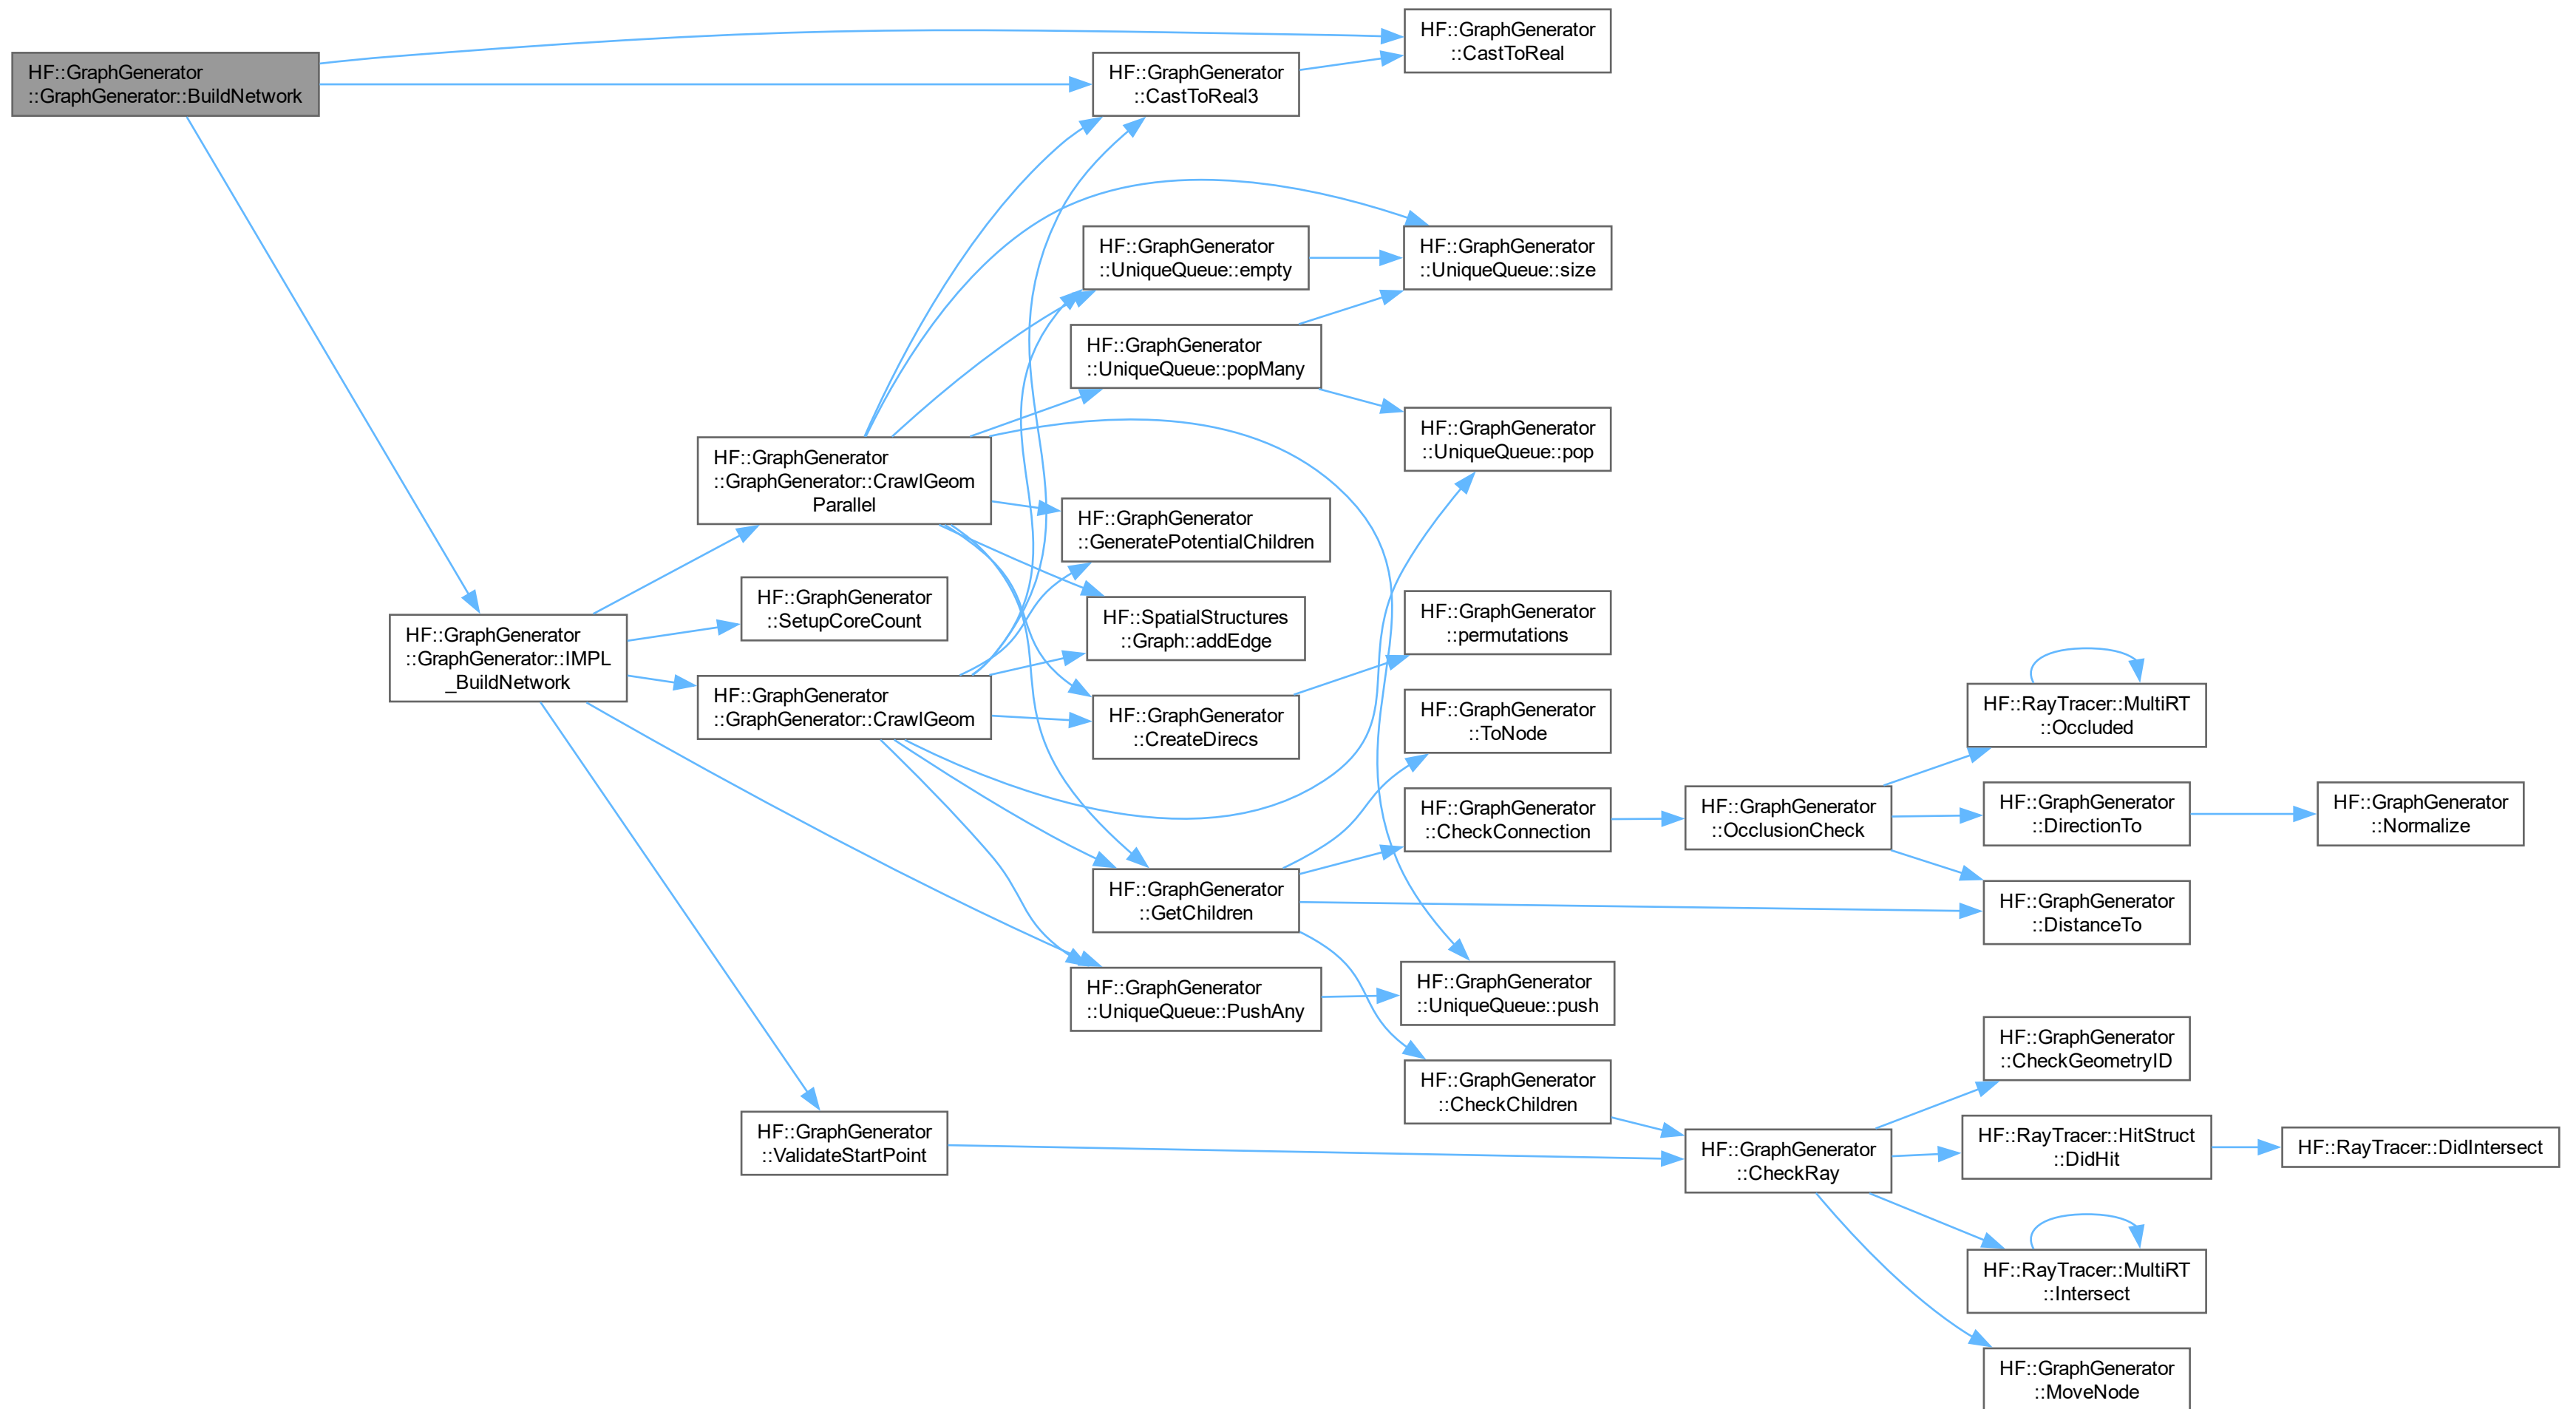 HF::GraphGenerator
::GraphGenerator::BuildNetwork
HF::GraphGenerator
::CastToReal
HF::GraphGenerator
::CastToReal3
HF::GraphGenerator
::UniqueQueue::empty
HF::GraphGenerator
::UniqueQueue::size
HF::GraphGenerator
::UniqueQueue::popMany
HF::GraphGenerator
::UniqueQueue::pop
HF::GraphGenerator
::GraphGenerator::CrawlGeom
Parallel
HF::GraphGenerator
::GeneratePotentialChildren
HF::GraphGenerator
::SetupCoreCount
HF::SpatialStructures
::Graph::addEdge
HF::GraphGenerator
::permutations
HF::GraphGenerator
::GraphGenerator::IMPL
_BuildNetwork
HF::GraphGenerator
::GraphGenerator::CrawlGeom
HF::GraphGenerator
::CreateDirecs
HF::GraphGenerator
::ToNode
HF::RayTracer::MultiRT
::Occluded
HF::GraphGenerator
::CheckConnection
HF::GraphGenerator
::OcclusionCheck
HF::GraphGenerator
::DirectionTo
HF::GraphGenerator
::Normalize
HF::GraphGenerator
::GetChildren
HF::GraphGenerator
::DistanceTo
HF::GraphGenerator
::UniqueQueue::PushAny
HF::GraphGenerator
::UniqueQueue::push
HF::GraphGenerator
::CheckGeometryID
HF::GraphGenerator
::CheckChildren
HF::GraphGenerator
::ValidateStartPoint
HF::GraphGenerator
::CheckRay
HF::RayTracer::HitStruct
::DidHit
HF::RayTracer::DidIntersect
HF::RayTracer::MultiRT
::Intersect
HF::GraphGenerator
::MoveNode